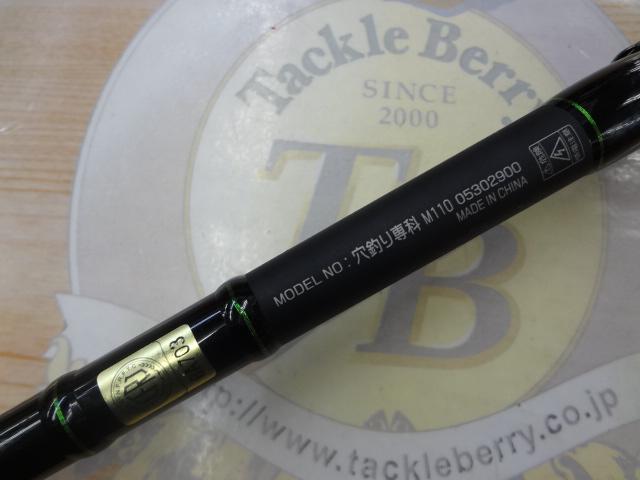 Tackle Berry
SINCE
2000
TB
MODEL NO : 穴釣り専科 M110 05302900
MADE IN CHINA
http://www.tackleberry.co.jp